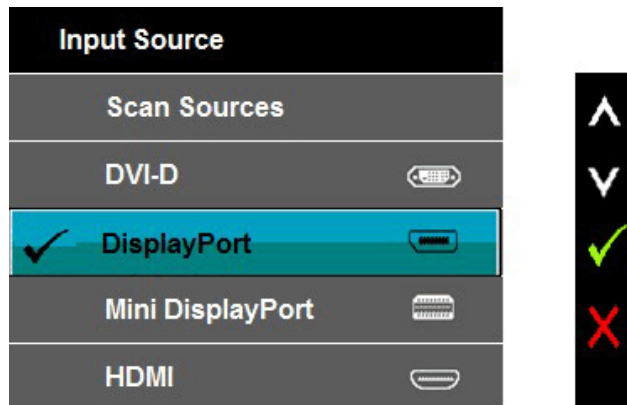 Input Source
Scan Sources
DVI-D
DisplayPort
Mini DisplayPort
HDMI